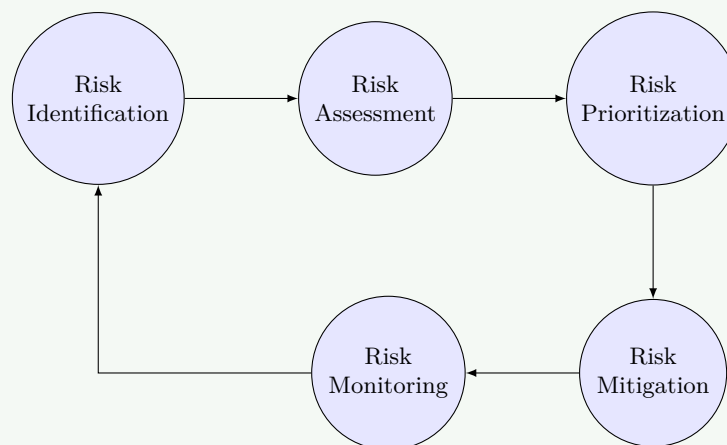 Risk
Identification
Risk
Assessment
Risk
Prioritization
Risk
Mitigation
Risk
Monitoring